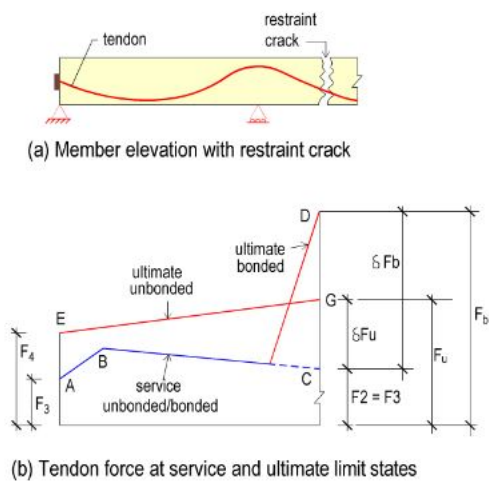 restraint
crack
tendon
(a) Member elevation with restraint crack
D
ultimate
bonded
δFb
ultimate
unbonded
G
E
δFu
Fb
B
F4
Fu
A
C
service
unbonded/bonded
F3
F2 = F3
(b) Tendon force at service and ultimate limit states